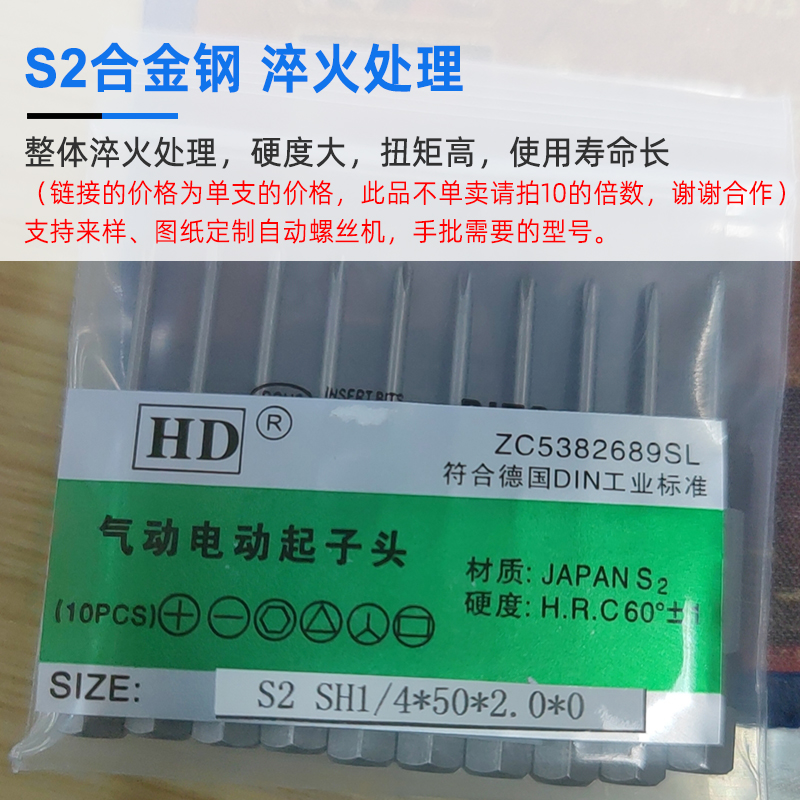 S2合金钢 淬火处理
整体淬火处理，硬度大，扭矩高，使用寿命长
（链接的价格为单支的价格，此品不单卖请拍10的倍数，谢谢合作）
支持来样、图纸定制自动螺丝机，手批需要的型号。
INSERT BITS
HD®
ZC5382689SL
符合德国DIN工业标准
气动电动起子头
材质: JAPAN S2
(10PCS)
硬度: H.R.C60°±1
SIZE: S2 SH1/4*50*2.0*0